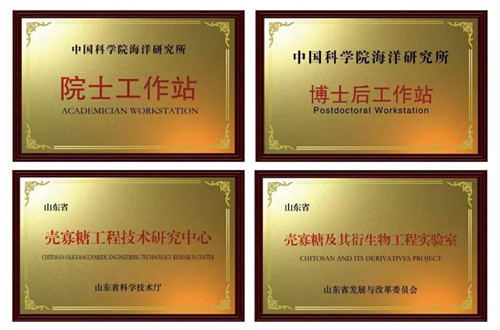 中国科学院海洋研究所
院士工作站
ACADEMICIAN WORKSTATION
中国科学院海洋研究所
博士后工作站
Postdoctoral Workstation
山东省
壳寡糖工程技术研究中心
CHITOSAN OLIGOSACCHARIDE ENGINEERING TECHNOLOGY RESEARCH CENTER
山东省科学技术厅
山东省
壳寡糖及其衍生物工程实验室
CHITOSAN AND ITS DERIVATIVES PROJECT
山东省发展与改革委员会